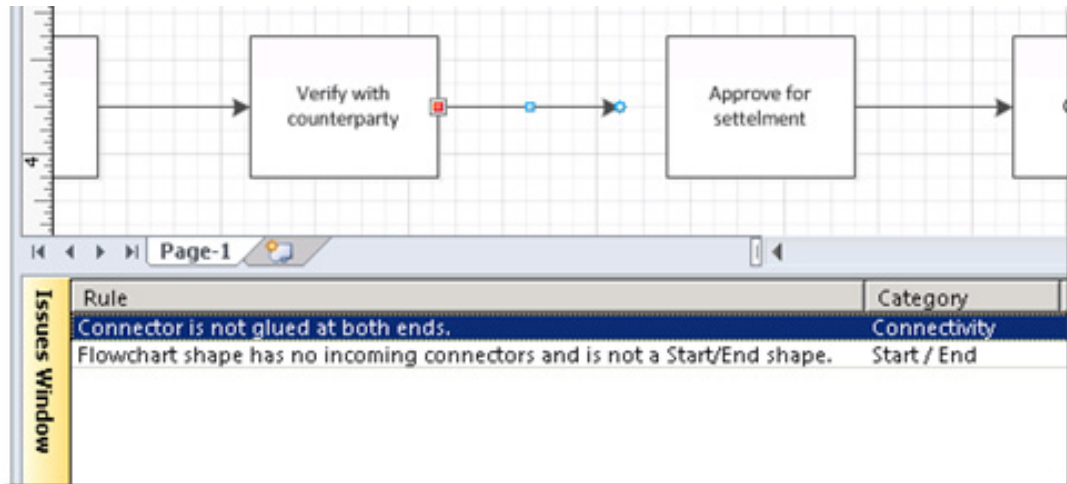 Verify with
counterparty
Approve for
settelment
4
Page-1
Issues Window
Rule
Category
Connector is not glued at both ends.
Connectivity
Flowchart shape has no incoming connectors and is not a Start/End shape.
Start / End